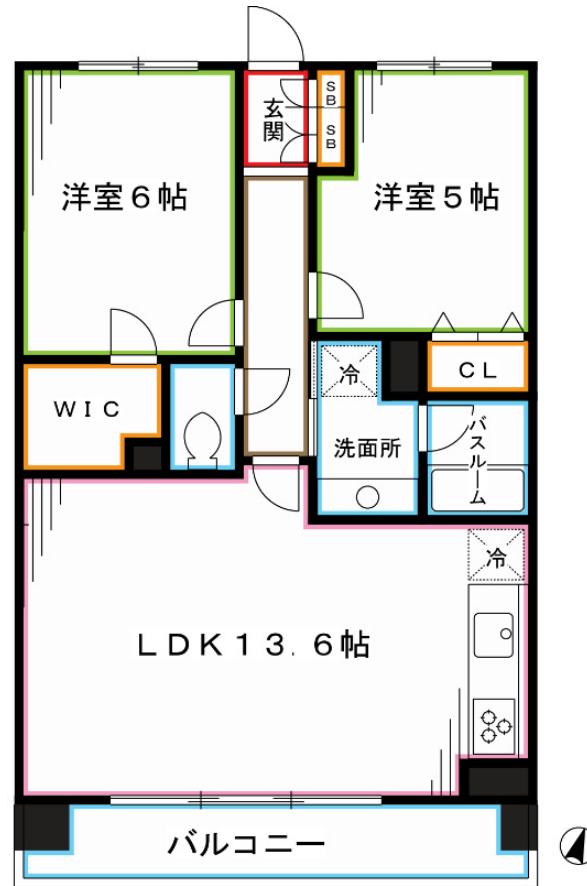 玄関
SB
SB
洋室6帖
洋室5帖
WIC
冷
CL
洗面所
バスルーム
冷
LDK13.6帖
バルコニー